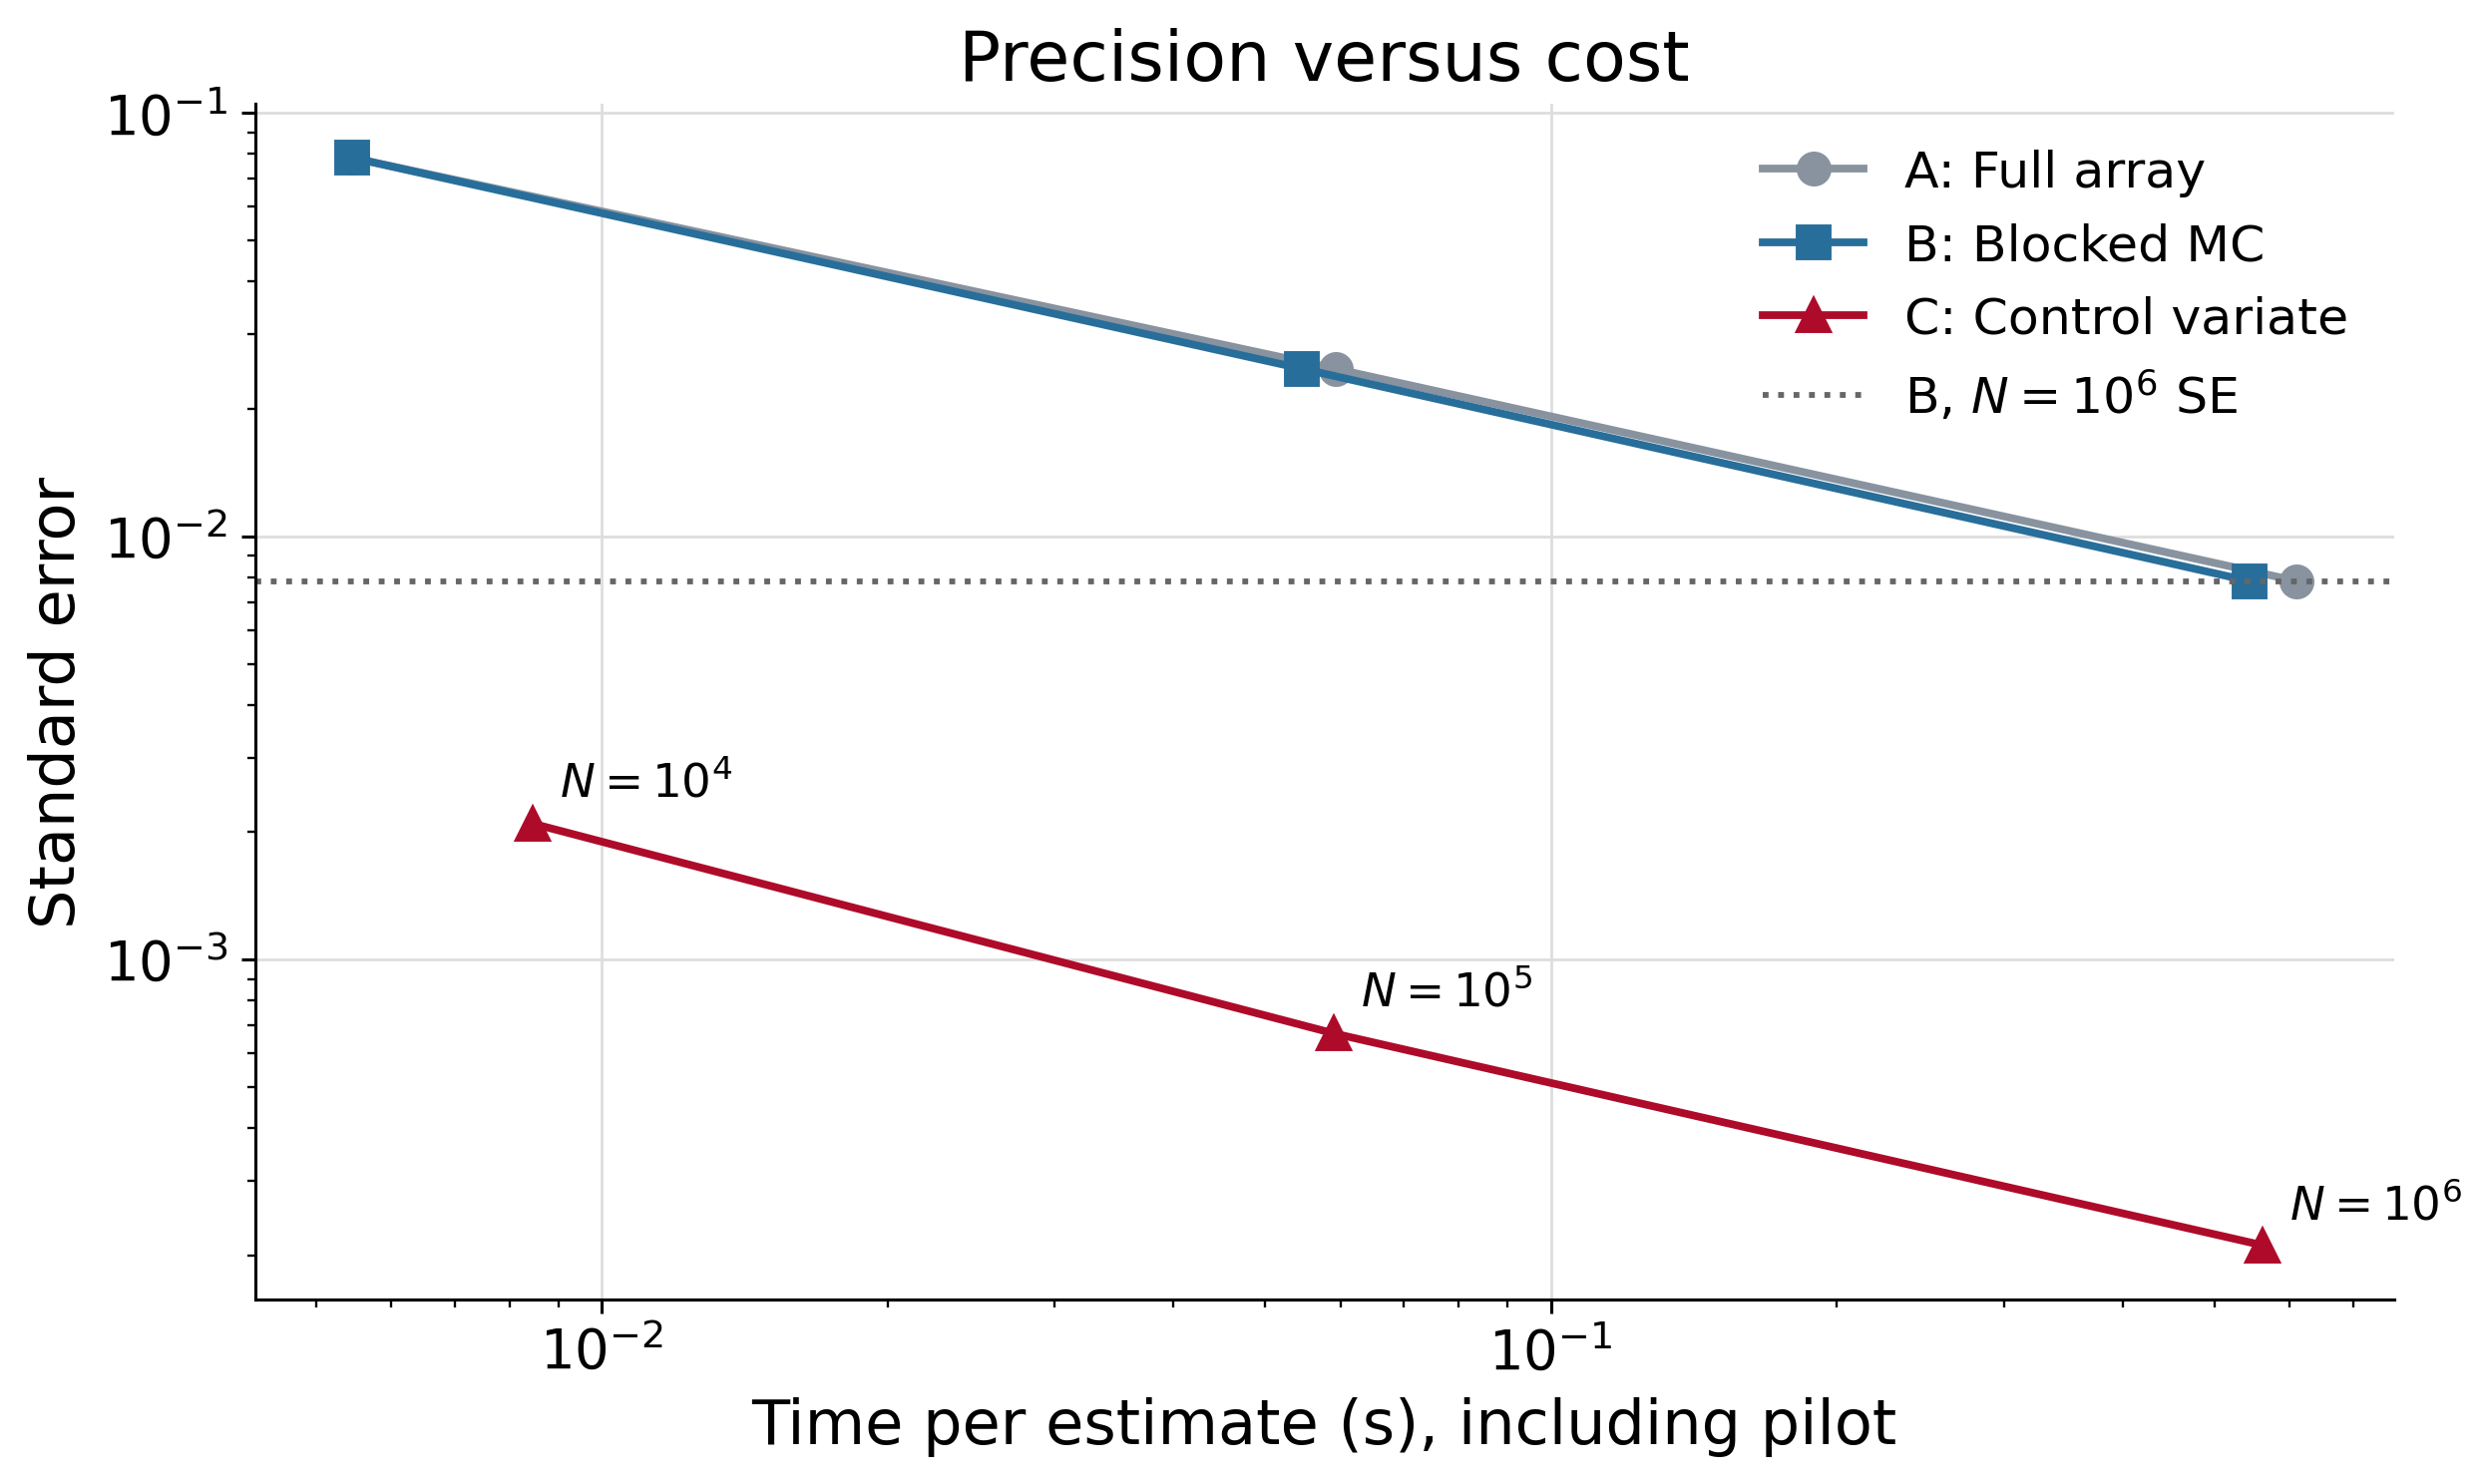 Precision versus cost
10⁻¹
10⁻²
10⁻³
Standard error
A: Full array
B: Blocked MC
C: Control variate
B, N = 10⁶ SE
N = 10⁴
N = 10⁵
N = 10⁶
10⁻²
10⁻¹
Time per estimate (s), including pilot